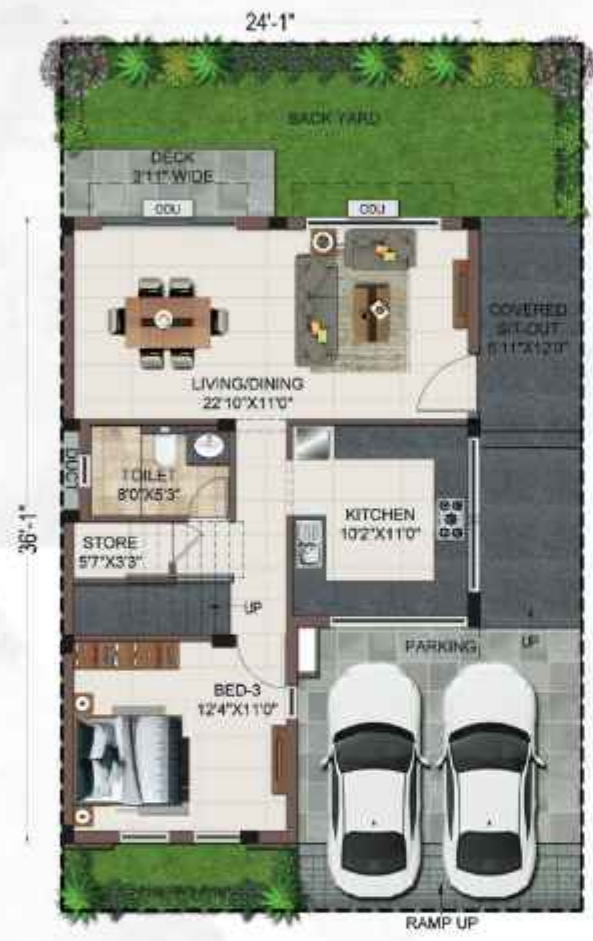 24'-1"
BACK YARD
DECK
3'11" WIDE
ODU
ODU
COVERED
SIT-OUT
6'11"X12'0"
LIVING/DINING
22'10"X11'0"
DUCT
TOILET
8'0"X5'3"
KITCHEN
10'2"X11'0"
36'-1"
STORE
5'7"X3'3"
UP
PARKING
UP
BED-3
12'4"X11'0"
RAMP UP